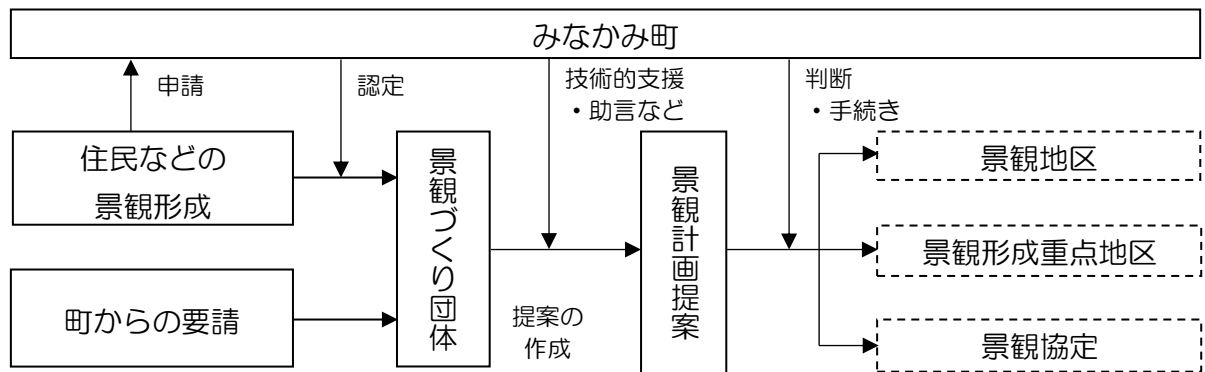 みなかみ町
申請
認定
技術的支援
・助言など
判断
・手続き
住民などの
景観形成
町からの要請
景観づくり団体
提案の
作成
景観計画提案
景観地区
景観形成重点地区
景観協定